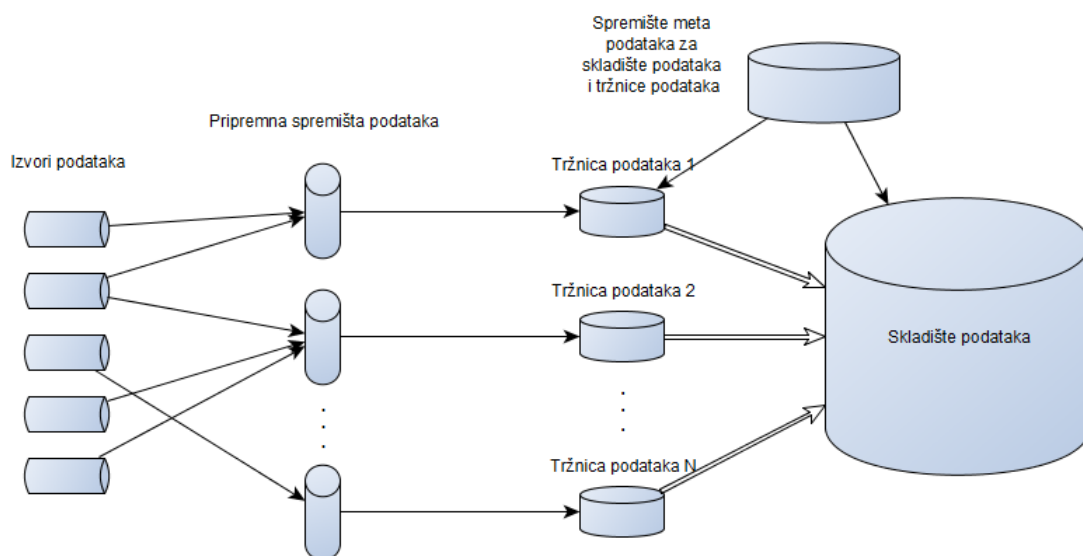 Spremište meta
podataka za
skladište podataka
i tržnice podataka
Pripremna spremišta podataka
Izvori podataka
Tržnica podataka 1
Tržnica podataka 2
Skladište podataka
Tržnica podataka N